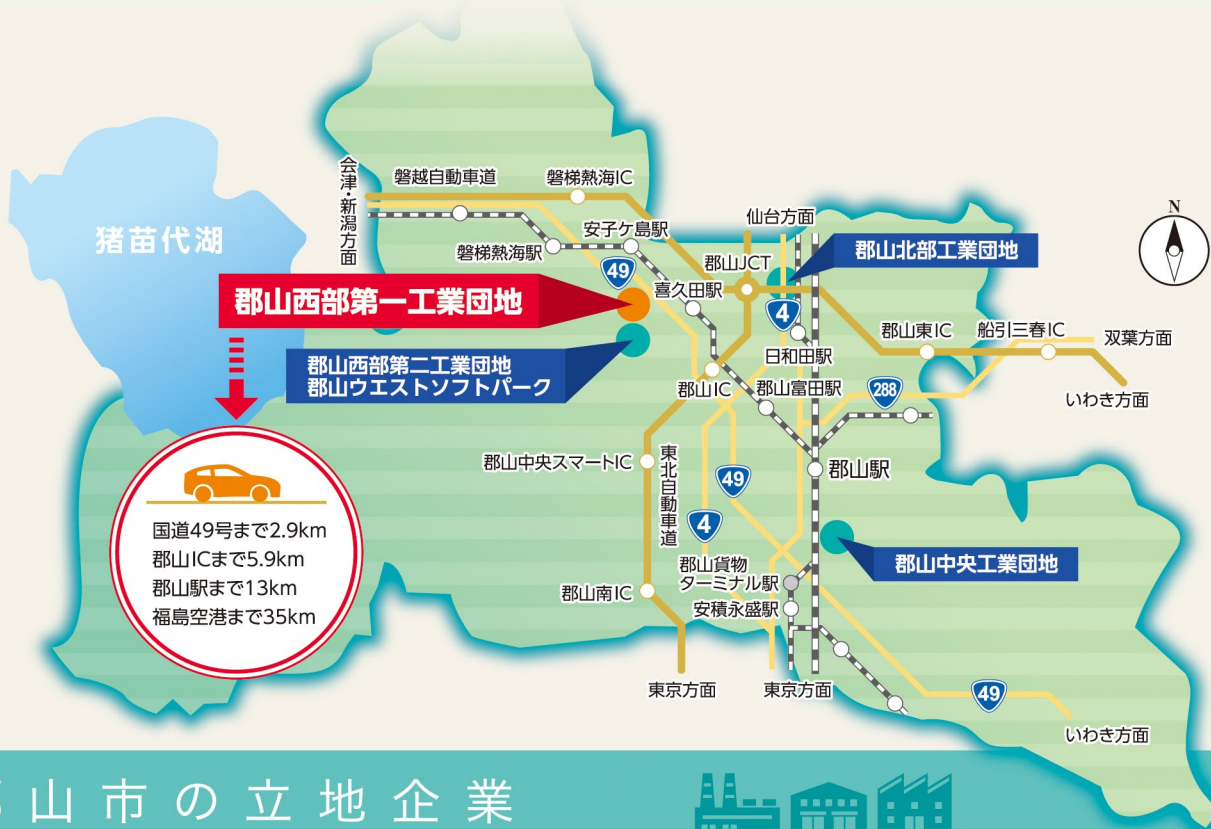 会津・新潟方面
磐越自動車道
磐梯熱海IC
猪苗代湖
磐梯熱海駅
安子ケ島駅
仙台方面
N
郡山北部工業団地
49
郡山JCT
喜久田駅
郡山西部第一工業団地
4
郡山東IC
船引三春IC
双葉方面
日和田駅
郡山西部第二工業団地
郡山ウエストソフトパーク
郡山IC
郡山富田駅
288
いわき方面
郡山中央スマートIC
東北自動車道
49
郡山駅
4
国道49号まで2.9km
郡山ICまで5.9km
郡山駅まで13km
福島空港まで35km
郡山貨物
ターミナル駅
郡山中央工業団地
郡山南IC
安積永盛駅
東京方面
東京方面
49
いわき方面
山市の立地企業